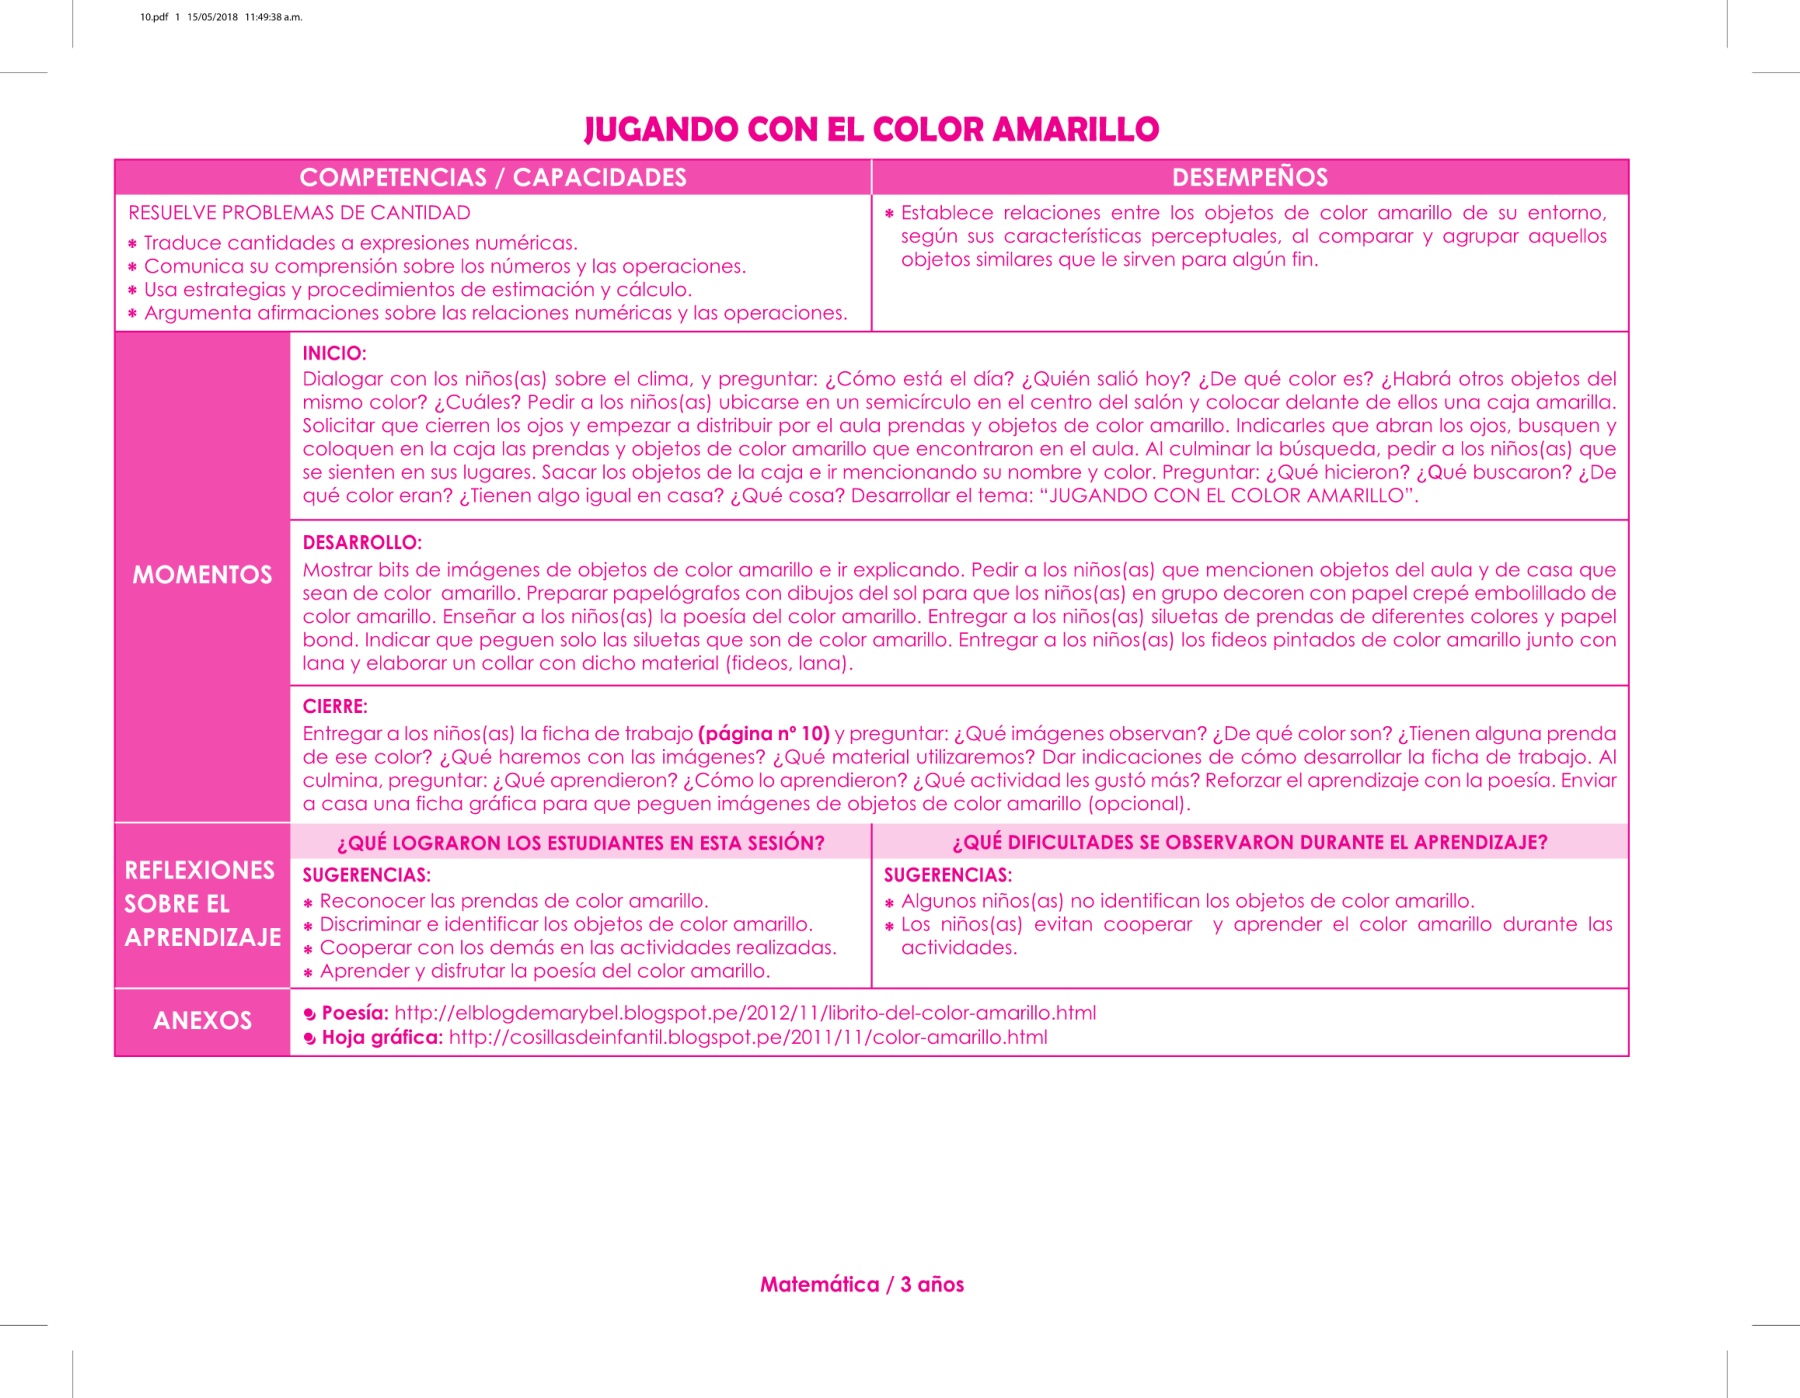 10.pdf 1 15/05/2018 11:49:38 a.m.
JUGANDO CON EL COLOR AMARILLO
COMPETENCIAS / CAPACIDADES
DESEMPEÑOS
RESUELVE PROBLEMAS DE CANTIDAD
* Traduce cantidades a expresiones numéricas.
* Comunica su comprensión sobre los números y las operaciones.
* Usa estrategias y procedimientos de estimación y cálculo.
* Argumenta afirmaciones sobre las relaciones numéricas y las operaciones.
* Establece relaciones entre los objetos de color amarillo de su entorno,
según sus características perceptuales, al comparar y agrupar aquellos
objetos similares que le sirven para algún fin.
MOMENTOS
INICIO:
Dialogar con los niños(as) sobre el clima, y preguntar: ¿Cómo está el día? ¿Quién salió hoy? ¿De qué color es? ¿Habrá otros objetos del
mismo color? ¿Cuáles? Pedir a los niños(as) ubicarse en un semicírculo en el centro del salón y colocar delante de ellos una caja amarilla.
Solicitar que cierren los ojos y empezar a distribuir por el aula prendas y objetos de color amarillo. Indicarles que abran los ojos, busquen y
coloquen en la caja las prendas y objetos de color amarillo que encontraron en el aula. Al culminar la búsqueda, pedir a los niños(as) que
se sienten en sus lugares. Sacar los objetos de la caja e ir mencionando su nombre y color. Preguntar: ¿Qué hicieron? ¿Qué buscaron? ¿De
qué color eran? ¿Tienen algo igual en casa? ¿Qué cosa? Desarrollar el tema: “JUGANDO CON EL COLOR AMARILLO”.
DESARROLLO:
Mostrar bits de imágenes de objetos de color amarillo e ir explicando. Pedir a los niños(as) que mencionen objetos del aula y de casa que
sean de color amarillo. Preparar papelógrafos con dibujos del sol para que los niños(as) en grupo decoren con papel crepé embolillado de
color amarillo. Enseñar a los niños(as) la poesía del color amarillo. Entregar a los niños(as) siluetas de prendas de diferentes colores y papel
bond. Indicar que peguen solo las siluetas que son de color amarillo. Entregar a los niños(as) los fideos pintados de color amarillo junto con
lana y elaborar un collar con dicho material (fideos, lana).
CIERRE:
Entregar a los niños(as) la ficha de trabajo (página nº 10) y preguntar: ¿Qué imágenes observan? ¿De qué color son? ¿Tienen alguna prenda
de ese color? ¿Qué haremos con las imágenes? ¿Qué material utilizaremos? Dar indicaciones de cómo desarrollar la ficha de trabajo. Al
culmina, preguntar: ¿Qué aprendieron? ¿Cómo lo aprendieron? ¿Qué actividad les gustó más? Reforzar el aprendizaje con la poesía. Enviar
a casa una ficha gráfica para que peguen imágenes de objetos de color amarillo (opcional).
REFLEXIONES
SOBRE EL
APRENDIZAJE
¿QUÉ LOGRARON LOS ESTUDIANTES EN ESTA SESIÓN?
SUGERENCIAS:
* Reconocer las prendas de color amarillo.
* Discriminar e identificar los objetos de color amarillo.
* Cooperar con los demás en las actividades realizadas.
* Aprender y disfrutar la poesía del color amarillo.
¿QUÉ DIFICULTADES SE OBSERVARON DURANTE EL APRENDIZAJE?
SUGERENCIAS:
* Algunos niños(as) no identifican los objetos de color amarillo.
* Los niños(as) evitan cooperar y aprender el color amarillo durante las
actividades.
ANEXOS
Poesía: http://elblogdemarybel.blogspot.pe/2012/11/librito-del-color-amarillo.html
Hoja gráfica: http://cosillasdeinfantil.blogspot.pe/2011/11/color-amarillo.html
Matemática / 3 años